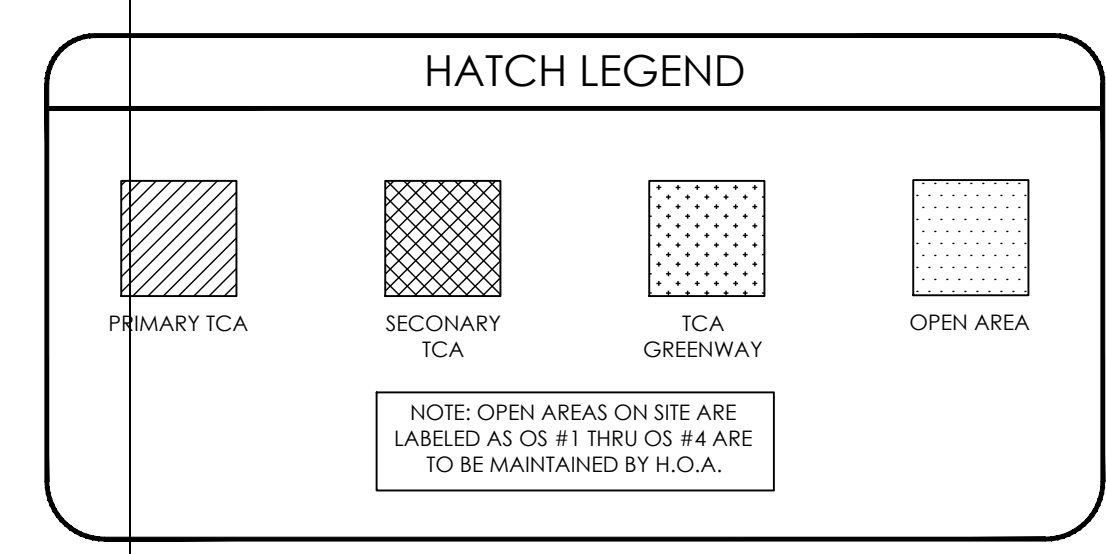 HATCH LEGEND
PRIMARY TCA
SECONARY
TCA
TCA
GREENWAY
OPEN AREA
NOTE: OPEN AREAS ON SITE ARE
LABELED AS OS #1 THRU OS #4 ARE
TO BE MAINTAINED BY H.O.A.